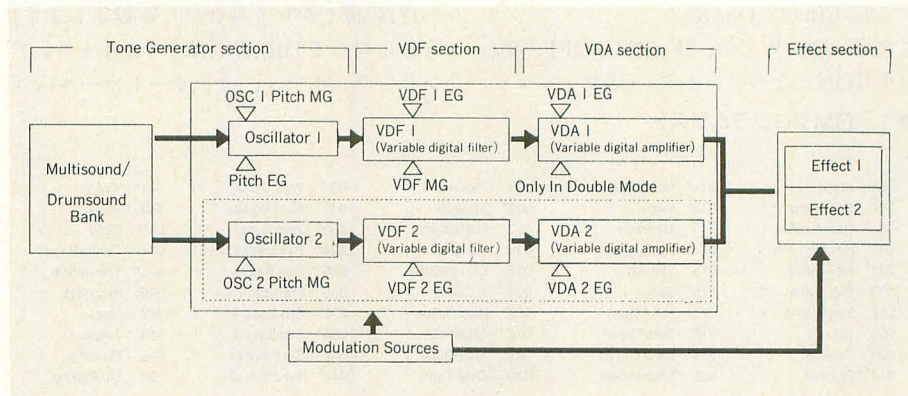 Tone Generator section
VDF section
VDA section
Effect section
OSC 1 Pitch MG
VDF 1 EG
VDA 1 EG
Multisound/
Drumsound
Bank
Oscillator 1
VDF 1
(Variable digital filter)
VDA 1
(Variable digital amplifier)
Pitch EG
VDF MG
Only In Double Mode
Oscillator 2
VDF 2
(Variable digital filter)
VDA 2
(Variable digital amplifier)
OSC 2 Pitch MG
VDF 2 EG
VDA 2 EG
Effect 1
Effect 2
Modulation Sources